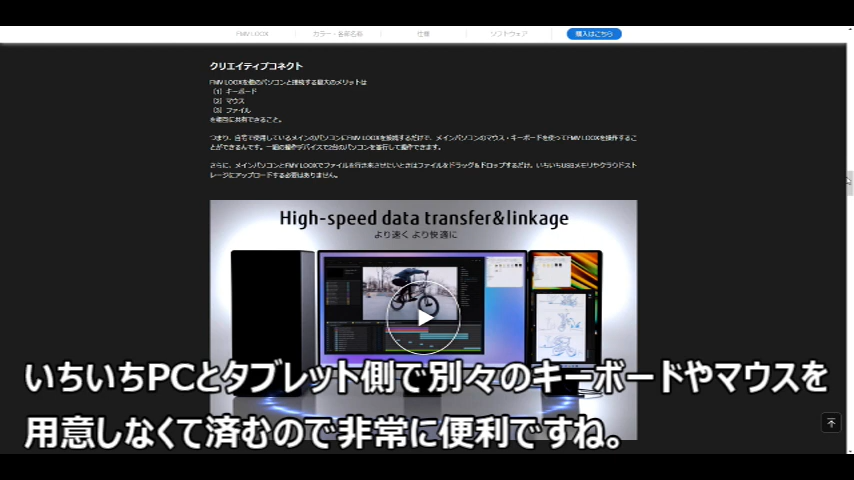 FMV LOOX
カラー・各部名称
仕様
ソフトウェア
購入はこちら
クリエイティブコネクト
FMV LOOXを他のパソコンと接続する最大のメリットは
（1）キーボード
（2）マウス
（3）ファイル
を相互に共有できること。
つまり、自宅で使用しているメインのパソコンにFMV LOOXを接続するだけで、メインパソコンのマウス・キーボードを使ってFMV LOOXを操作するこ
とができるんです。一組の操作デバイスで2台のパソコンを並行して操作できます。
さらに、メインパソコンとFMV LOOXでファイルを行き来させたいときはファイルをドラッグ＆ドロップするだけ。いちいちUSBメモリやクラウドスト
レージにアップロードする必要はありません。
High-speed data transfer&linkage
より速く より快適に
いちいちPCとタブレット側で別々のキーボードやマウスを
用意しなくて済むので非常に便利ですね。